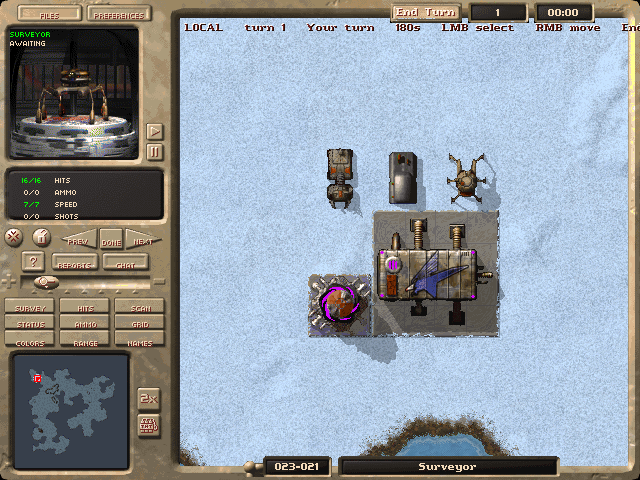 FILES PREFERENCES End Turn 1 00:00
LOCAL turn 1 Your turn 180s LMB select RMB move En
SURVEYOR
AWAITING
16/16 HITS
0/0 AMMO
7/7 SPEED
0/0 SHOTS
PREV DONE NEXT
? REPORTS CHAT
SURVEY HITS SCAN
STATUS AMMO GRID
COLORS RANGE NAMES
2x
023-021 Surveyor